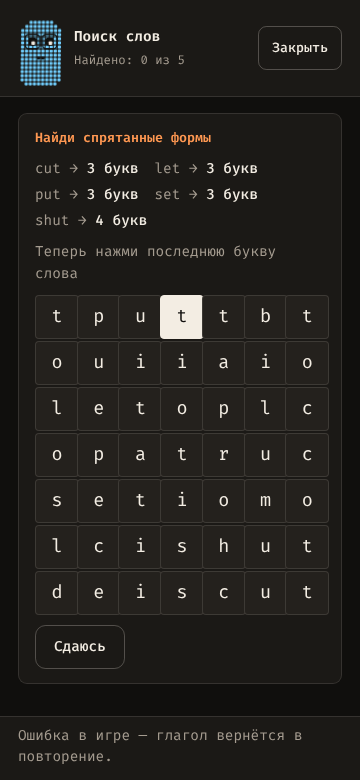 Поиск слов
Найдено: 0 из 5
Закрыть
Найди спрятанные формы
cut → 3 букв let → 3 букв
put → 3 букв set → 3 букв
shut → 4 букв
Теперь нажми последнюю букву
слова
t p u t t b t
o u i i a i o
l e t o p l c
o p a t r u c
s e t i o m o
l c i s h u t
d e i s c u t
Сдаюсь
Ошибка в игре — глагол вернётся в
повторение.